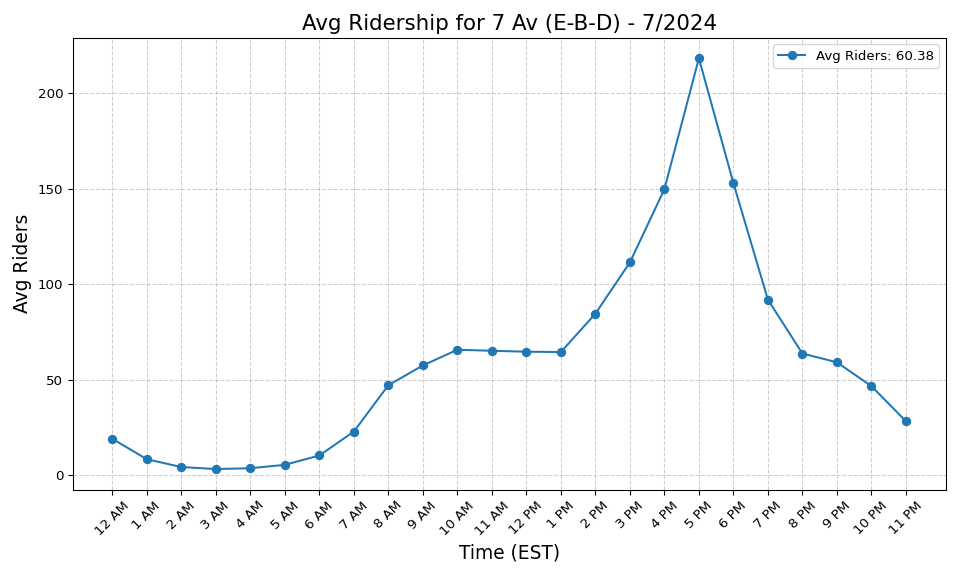 Avg Ridership for 7 Av (E-B-D) - 7/2024
Avg Riders: 60.38
200
150
100
50
0
Avg Riders
12 AM
1 AM
2 AM
3 AM
4 AM
5 AM
6 AM
7 AM
8 AM
9 AM
10 AM
11 AM
12 PM
1 PM
2 PM
3 PM
4 PM
5 PM
6 PM
7 PM
8 PM
9 PM
10 PM
11 PM
Time (EST)